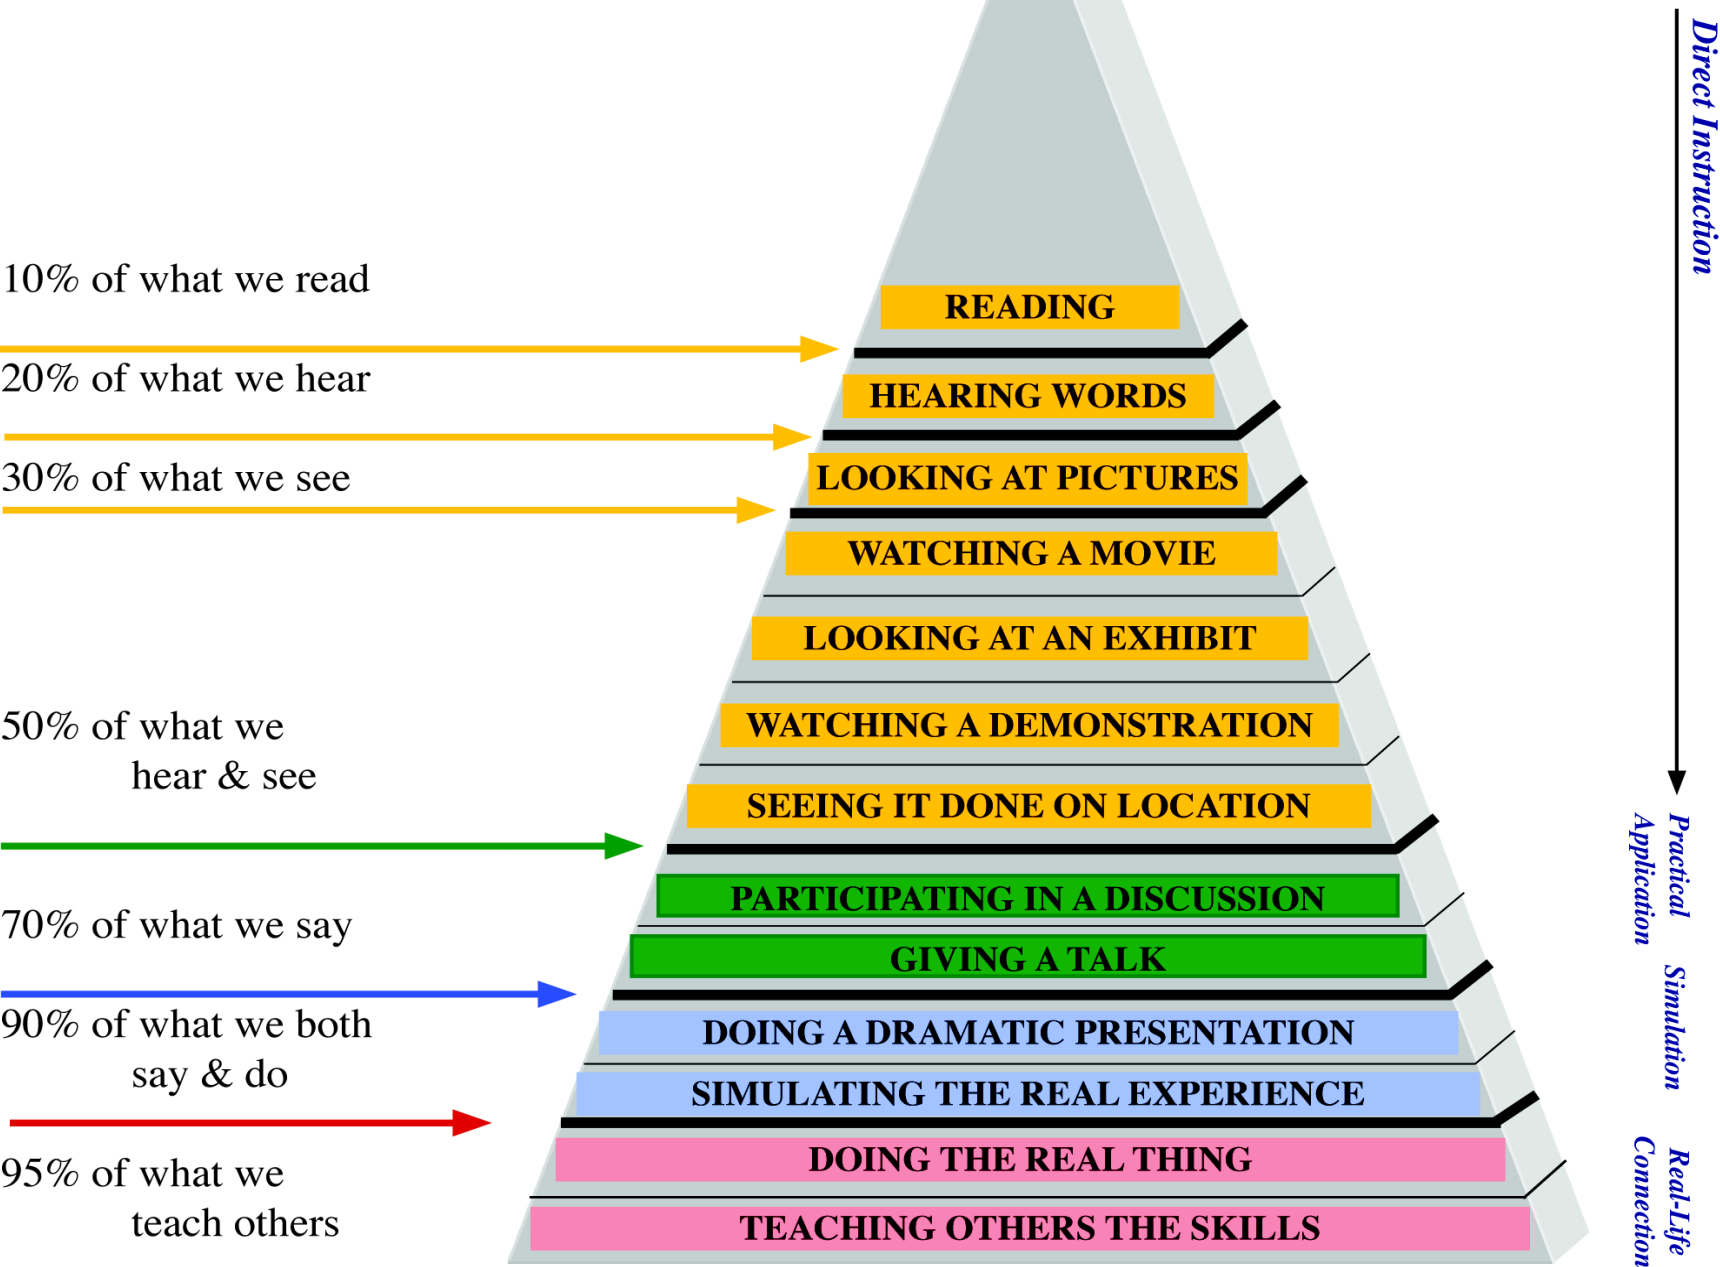 10% of what we read
20% of what we hear
30% of what we see
50% of what we
hear & see
70% of what we say
90% of what we both
say & do
95% of what we
teach others
READING
HEARING WORDS
LOOKING AT PICTURES
WATCHING A MOVIE
LOOKING AT AN EXHIBIT
WATCHING A DEMONSTRATION
SEEING IT DONE ON LOCATION
PARTICIPATING IN A DISCUSSION
GIVING A TALK
DOING A DRAMATIC PRESENTATION
SIMULATING THE REAL EXPERIENCE
DOING THE REAL THING
TEACHING OTHERS THE SKILLS
Direct Instruction
Practical
Application
Simulation
Real-Life
Connection